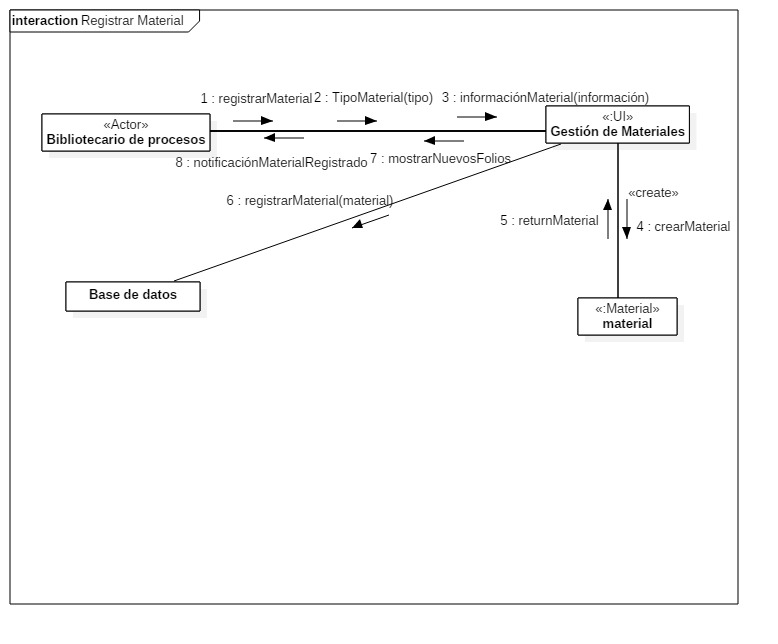 interaction Registrar Material
1 : registrarMaterial
2 : TipoMaterial(tipo)
3 : informaciónMaterial(información)
«Actor»
Bibliotecario de procesos
«:UI»
Gestión de Materiales
8 : notificaciónMaterialRegistrado
7 : mostrarNuevosFolios
6 : registrarMaterial(material)
«create»
5 : returnMaterial
4 : crearMaterial
Base de datos
«:Material»
material